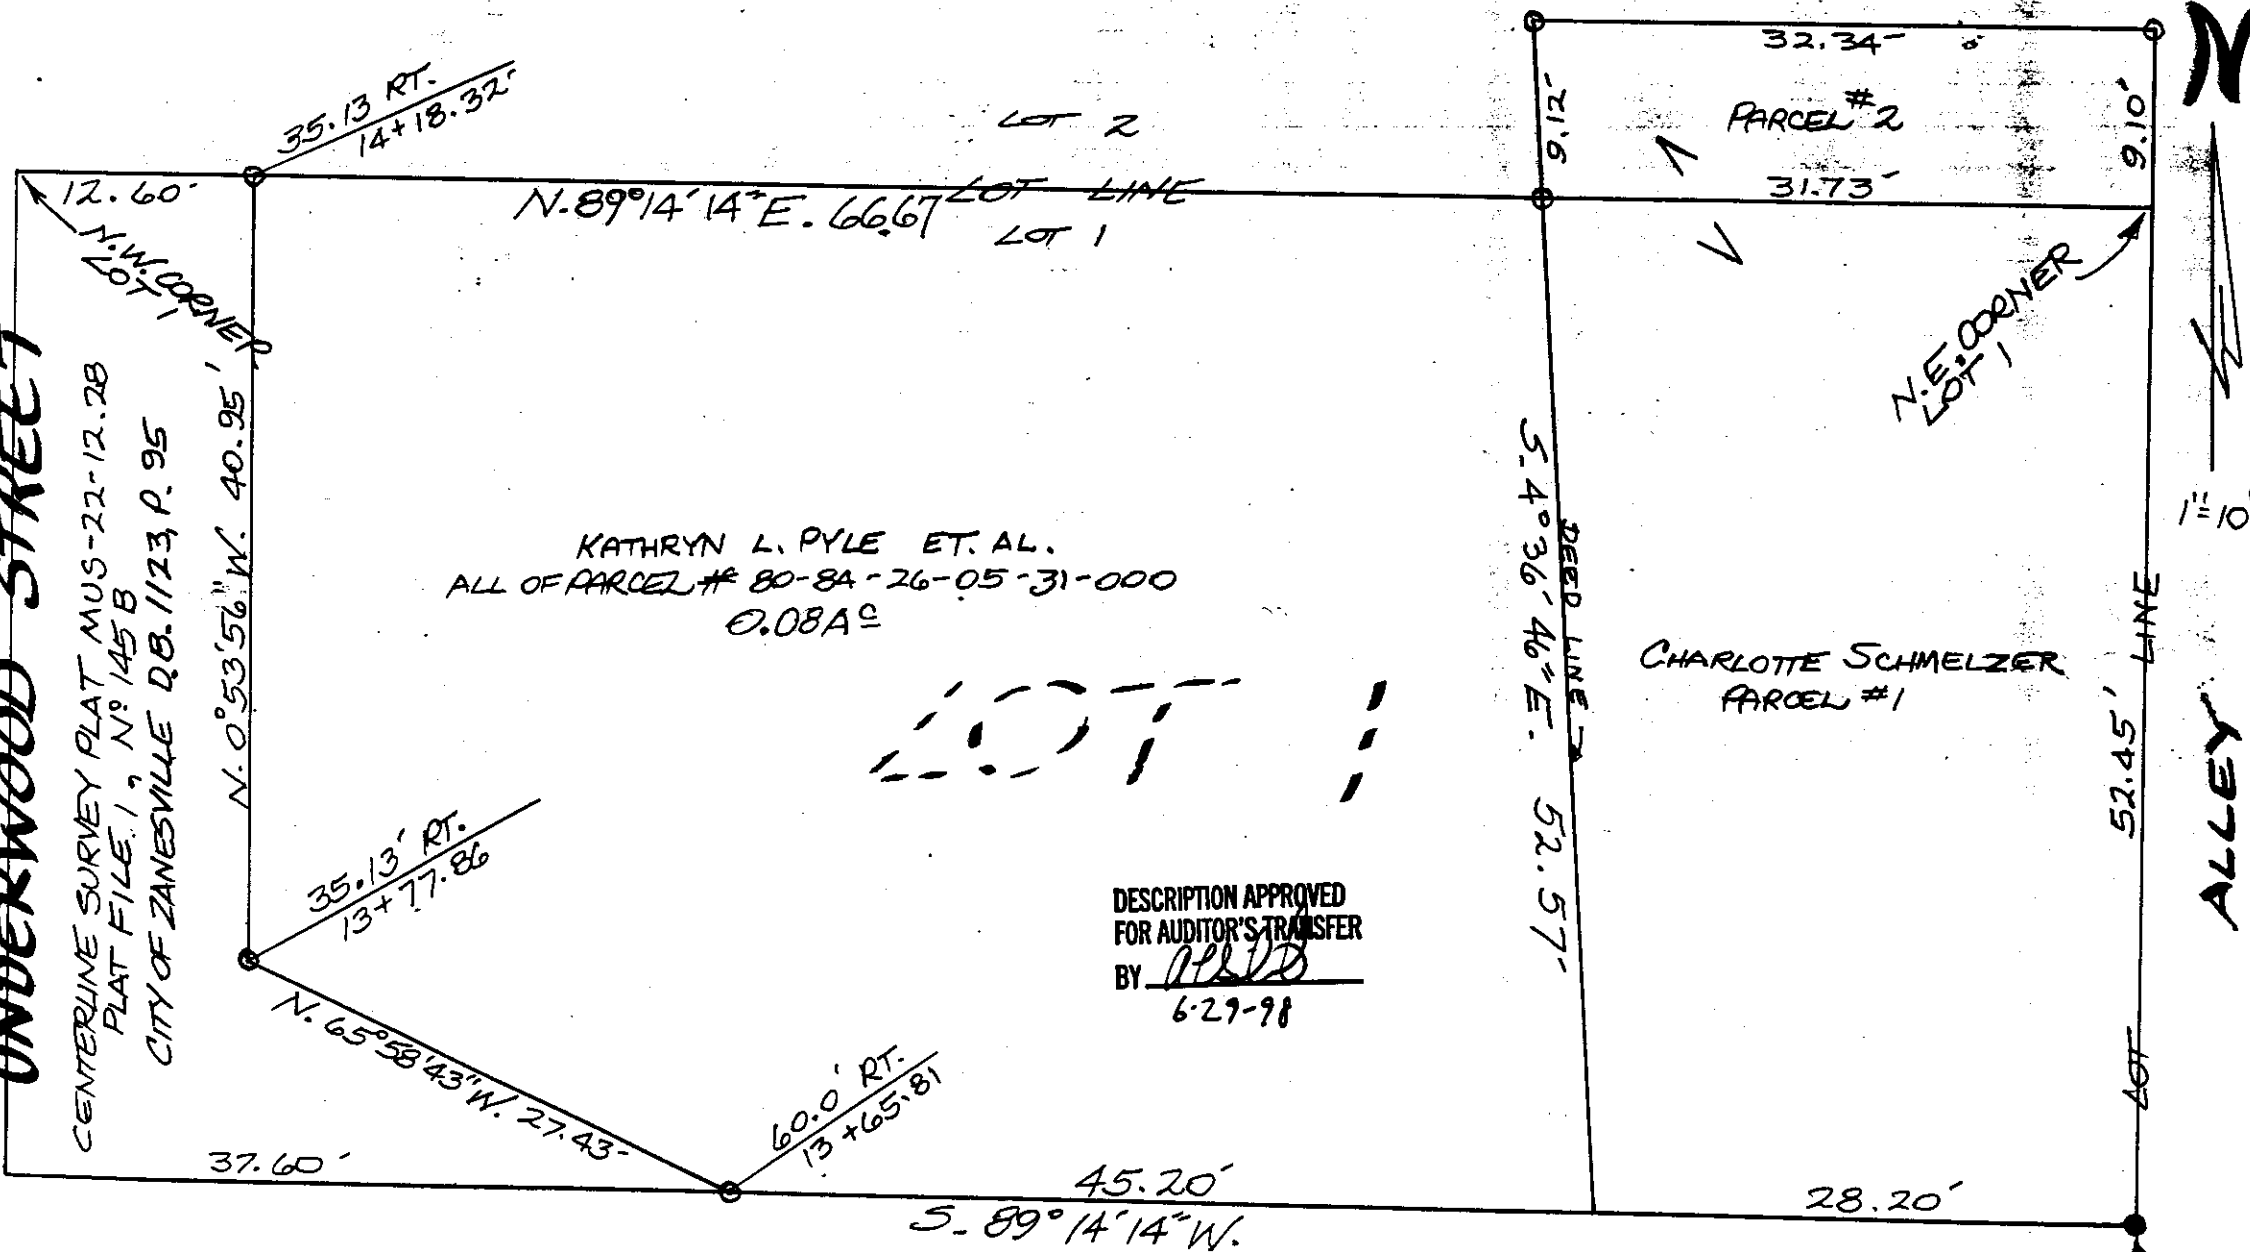 N
32.34'
PARCEL #2
9.12'
9.10'
31.73'
35.13 RT.
14+18.32'
LOT 2
LOT LINE
LOT 1
12.60'
N. 89°14'14" E. 66.67
N.W. CORNER
LOT 1
N.E. CORNER
LOT 1
1"=10'
UNDERWOOD STREET
CENTERLINE SURVEY PLAT MUS-22-12.28
PLAT FILE 1, Nº 145 B
CITY OF ZANESVILLE D.B. 1123, P. 95
N. 0°53'56" W. 40.95'
KATHRYN L. PYLE ET. AL.
ALL OF PARCEL # 80-84-26-05-31-000
0.08 Ac
LOT 1
S. 4°36'46" E. 52.57'
DEED LINE
CHARLOTTE SCHMELZER
PARCEL #1
52.45'
LOT LINE
ALLEY
35.13' RT.
13+77.86
DESCRIPTION APPROVED
FOR AUDITOR'S TRANSFER
BY
6-29-98
N. 65°58'43" W. 27.43'
60.0' RT.
13+65.81
37.60'
45.20'
28.20'
S. 89°14'14" W.